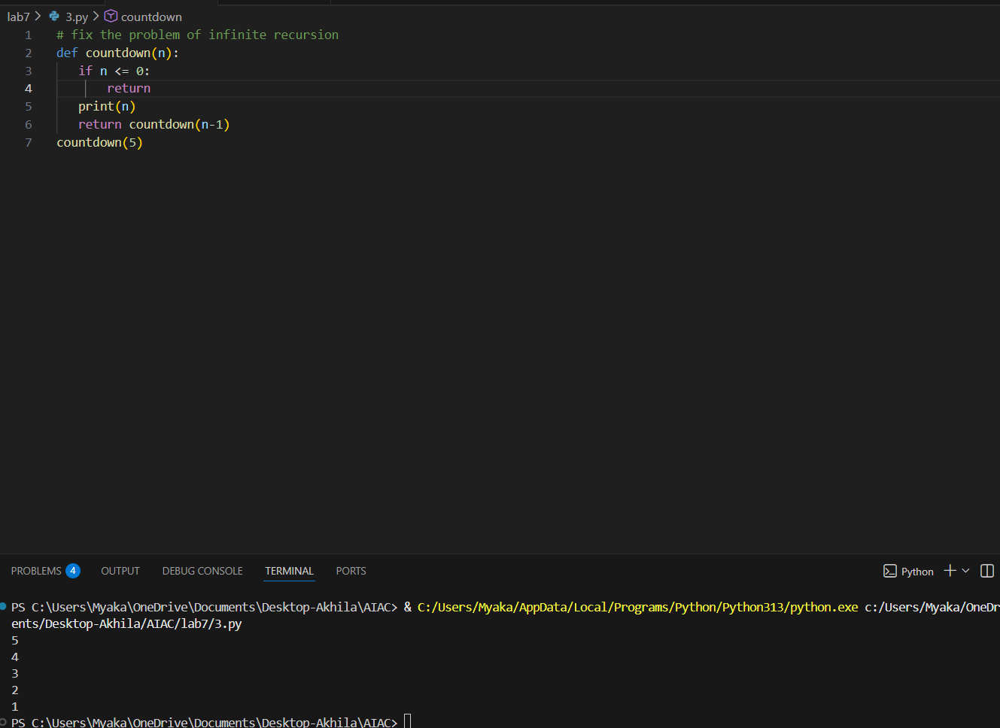 lab7 > 3.py > countdown
1 # fix the problem of infinite recursion
2 def countdown(n):
3    if n <= 0:
4        return
5    print(n)
6    return countdown(n-1)
7 countdown(5)
PROBLEMS 4 OUTPUT DEBUG CONSOLE TERMINAL PORTS Python
PS C:\Users\Myaka\OneDrive\Documents\Desktop-Akhila\AIAC> & C:/Users/Myaka/AppData/Local/Programs/Python/Python313/python.exe c:/Users/Myaka/OneDr
ents/Desktop-Akhila/AIAC/lab7/3.py
5
4
3
2
1
PS C:\Users\Myaka\OneDrive\Documents\Desktop-Akhila\AIAC>